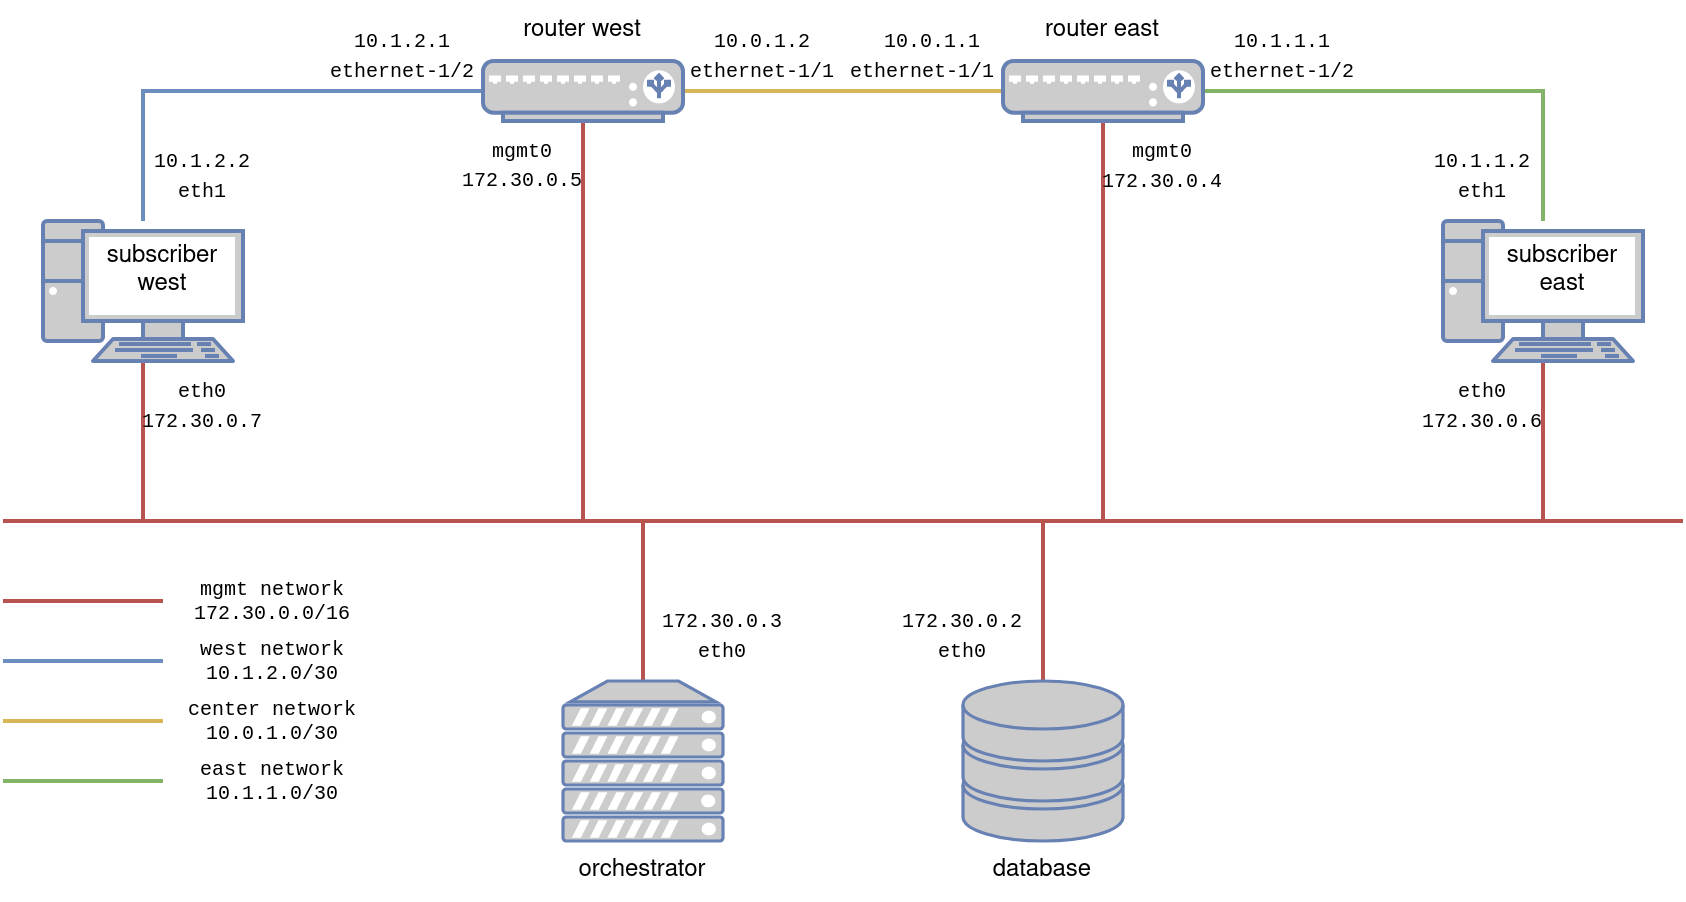 router west
router east
10.1.2.1
ethernet-1/2
10.0.1.2
ethernet-1/1
10.0.1.1
ethernet-1/1
10.1.1.1
ethernet-1/2
mgmt0
172.30.0.5
mgmt0
172.30.0.4
10.1.2.2
eth1
10.1.1.2
eth1
subscriber
west
subscriber
east
eth0
172.30.0.7
eth0
172.30.0.6
mgmt network
172.30.0.0/16
west network
10.1.2.0/30
center network
10.0.1.0/30
east network
10.1.1.0/30
172.30.0.3
eth0
172.30.0.2
eth0
orchestrator
database